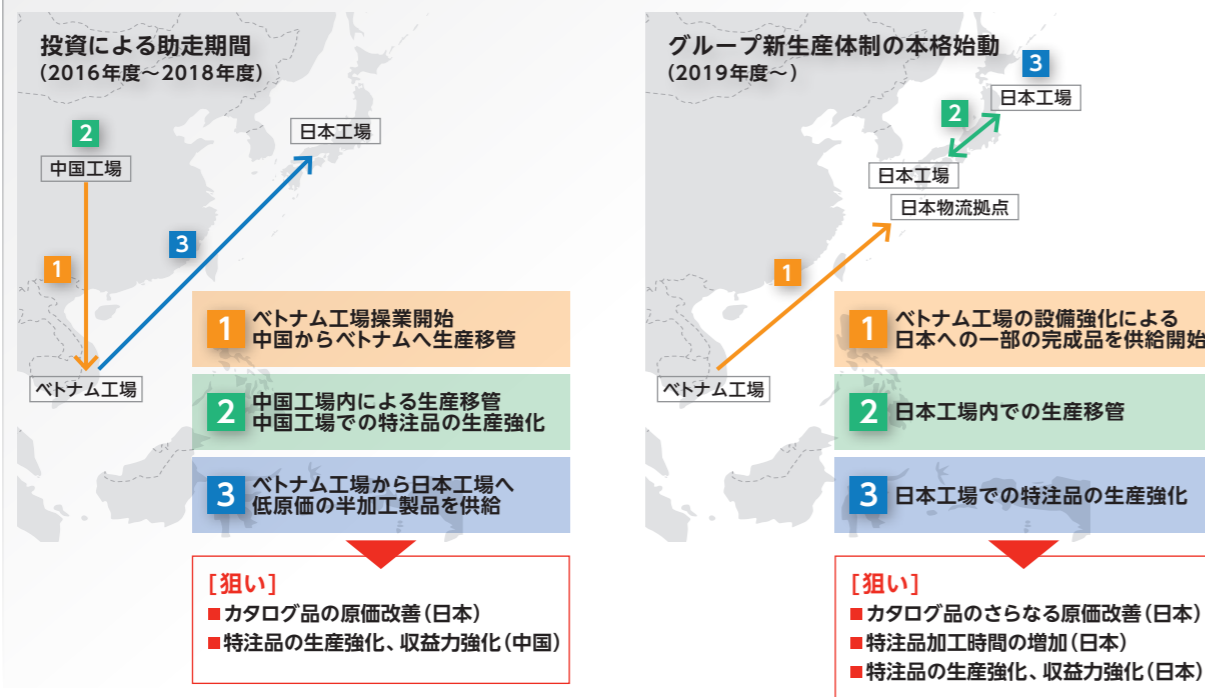 投資による助走期間
(2016年度～2018年度)
2
中国工場
日本工場
1
3
ベトナム工場
1 ベトナム工場操業開始
中国からベトナムへ生産移管
2 中国工場内による生産移管
中国工場での特注品の生産強化
3 ベトナム工場から日本工場へ
低原価の半加工製品を供給
[狙い]
■カタログ品の原価改善(日本)
■特注品の生産強化、収益力強化(中国)
グループ新生産体制の本格始動
(2019年度～)
3
日本工場
2
日本工場
日本物流拠点
1
ベトナム工場
1 ベトナム工場の設備強化による
日本への一部の完成品を供給開始
2 日本工場内での生産移管
3 日本工場での特注品の生産強化
[狙い]
■カタログ品のさらなる原価改善(日本)
■特注品加工時間の増加(日本)
■特注品の生産強化、収益力強化(日本)